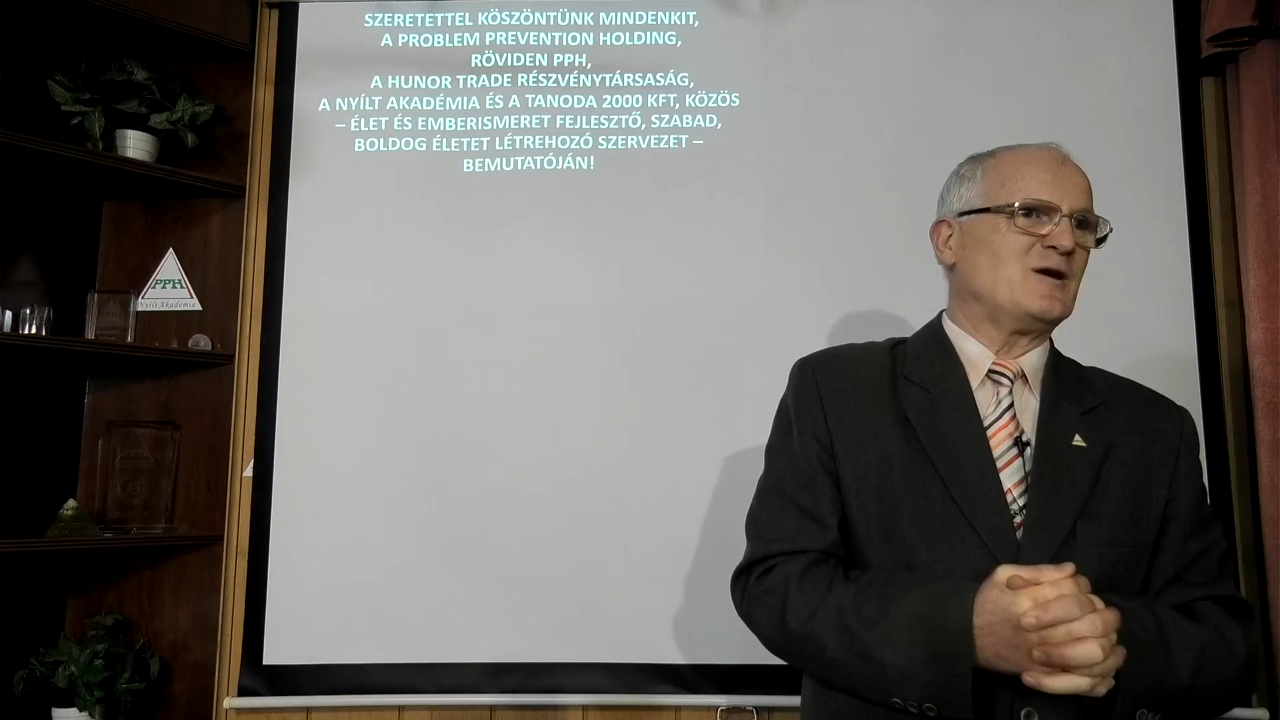 SZERETETTEL KÖSZÖNTÜNK MINDENKIT,
A PROBLEM PREVENTION HOLDING,
RÖVIDEN PPH,
A HUNOR TRADE RÉSZVÉNYTÁRSASÁG,
A NYÍLT AKADÉMIA ÉS A TANODA 2000 KFT, KÖZÖS
– ÉLET ÉS EMBERISMERET FEJLESZTŐ, SZABAD,
BOLDOG ÉLETET LÉTREHOZÓ SZERVEZET –
BEMUTATÓJÁN!
PPH
Nyílt Akadémia